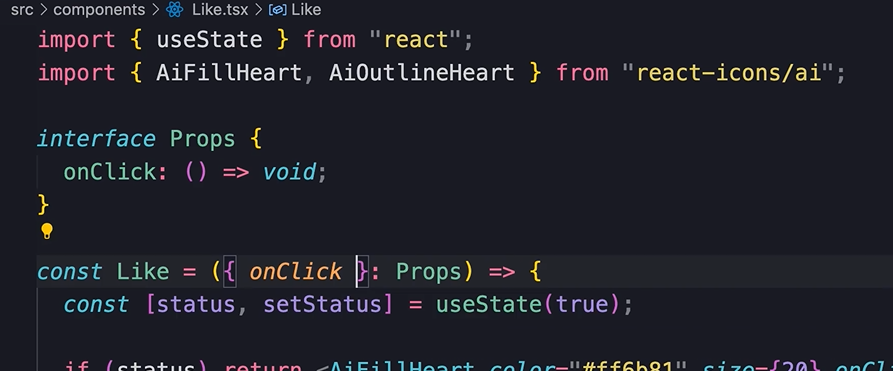 src > components > Like.tsx > Like
import { useState } from "react";
import { AiFillHeart, AiOutlineHeart } from "react-icons/ai";
interface Props {
onClick: () => void;
}
const Like = ({ onClick }: Props) => {
const [status, setStatus] = useState(true);
if (status) return <AiFillHeart color="#ff6b81" size={20} onCl